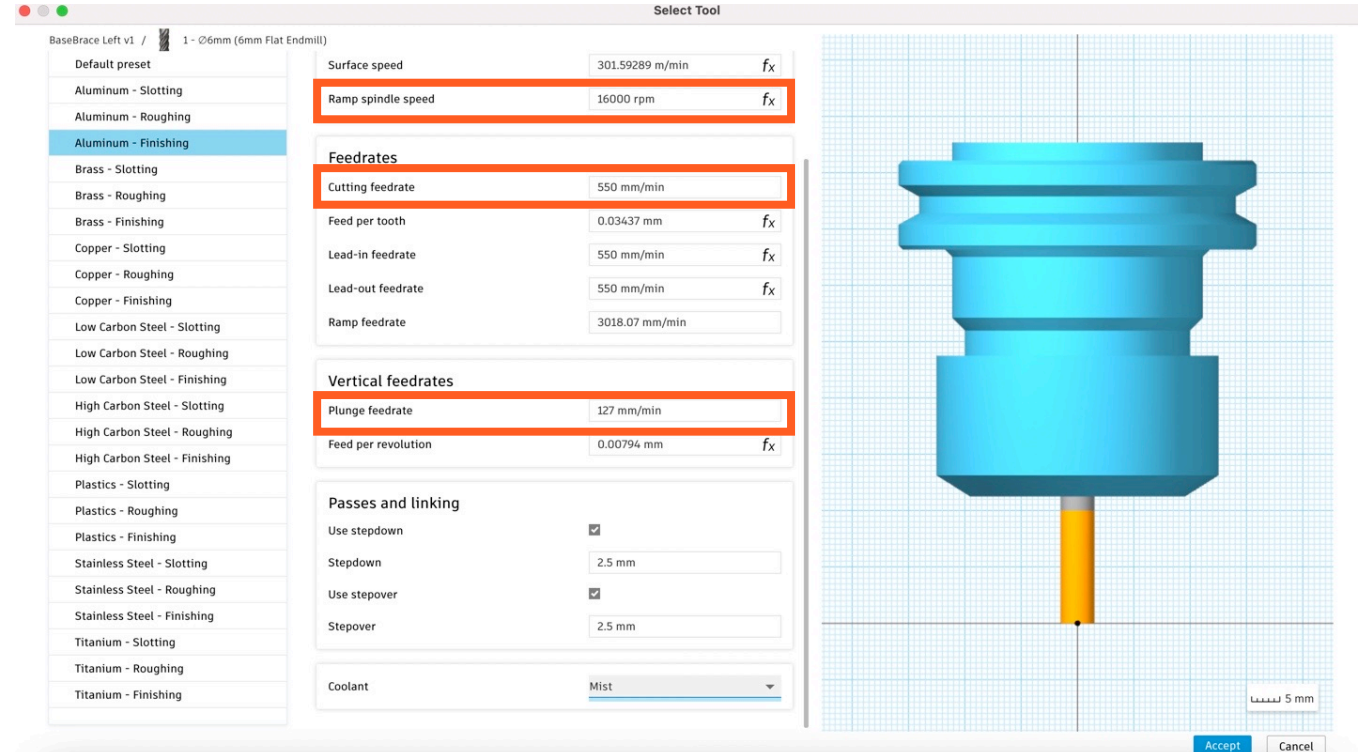 Select Tool
BaseBrace Left v1 / 1 - Ø6mm (6mm Flat Endmill)
Default preset
Aluminum - Slotting
Aluminum - Roughing
Aluminum - Finishing
Brass - Slotting
Brass - Roughing
Brass - Finishing
Copper - Slotting
Copper - Roughing
Copper - Finishing
Low Carbon Steel - Slotting
Low Carbon Steel - Roughing
Low Carbon Steel - Finishing
High Carbon Steel - Slotting
High Carbon Steel - Roughing
High Carbon Steel - Finishing
Plastics - Slotting
Plastics - Roughing
Plastics - Finishing
Stainless Steel - Slotting
Stainless Steel - Roughing
Stainless Steel - Finishing
Titanium - Slotting
Titanium - Roughing
Titanium - Finishing
Surface speed 301.59289 m/min fx
Ramp spindle speed 16000 rpm fx
Feedrates
Cutting feedrate 550 mm/min
Feed per tooth 0.03437 mm fx
Lead-in feedrate 550 mm/min fx
Lead-out feedrate 550 mm/min fx
Ramp feedrate 3018.07 mm/min
Vertical feedrates
Plunge feedrate 127 mm/min
Feed per revolution 0.00794 mm fx
Passes and linking
Use stepdown
Stepdown 2.5 mm
Use stepover
Stepover 2.5 mm
Coolant Mist
5 mm
Accept Cancel